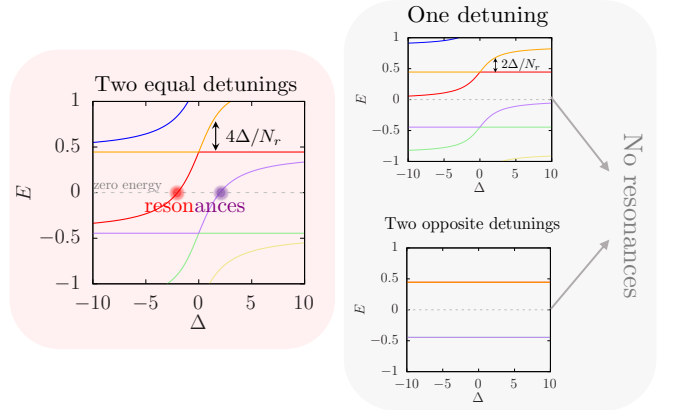 Two equal detunings
E
1
0.5
0
−0.5
−1
4Δ/N_r
zero energy
resonances
−10 −5 0 5 10
Δ
One detuning
E
1
0.5
0
−0.5
−1
2Δ/N_r
−10 −5 0 5 10
Δ
Two opposite detunings
E
1
0.5
0
−0.5
−1
−10 −5 0 5 10
Δ
No resonances